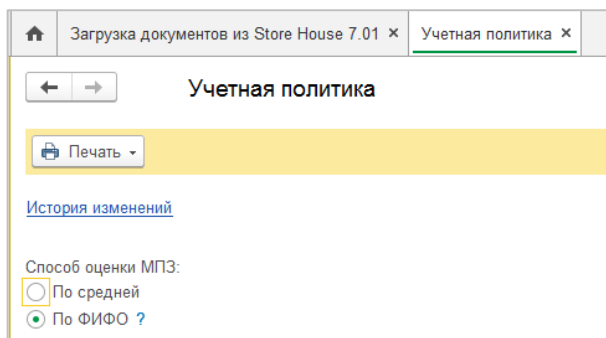 Загрузка документов из Store House 7.01 × Учетная политика ×
Учетная политика
Печать
История изменений
Способ оценки МПЗ:
По средней
По ФИФО ?